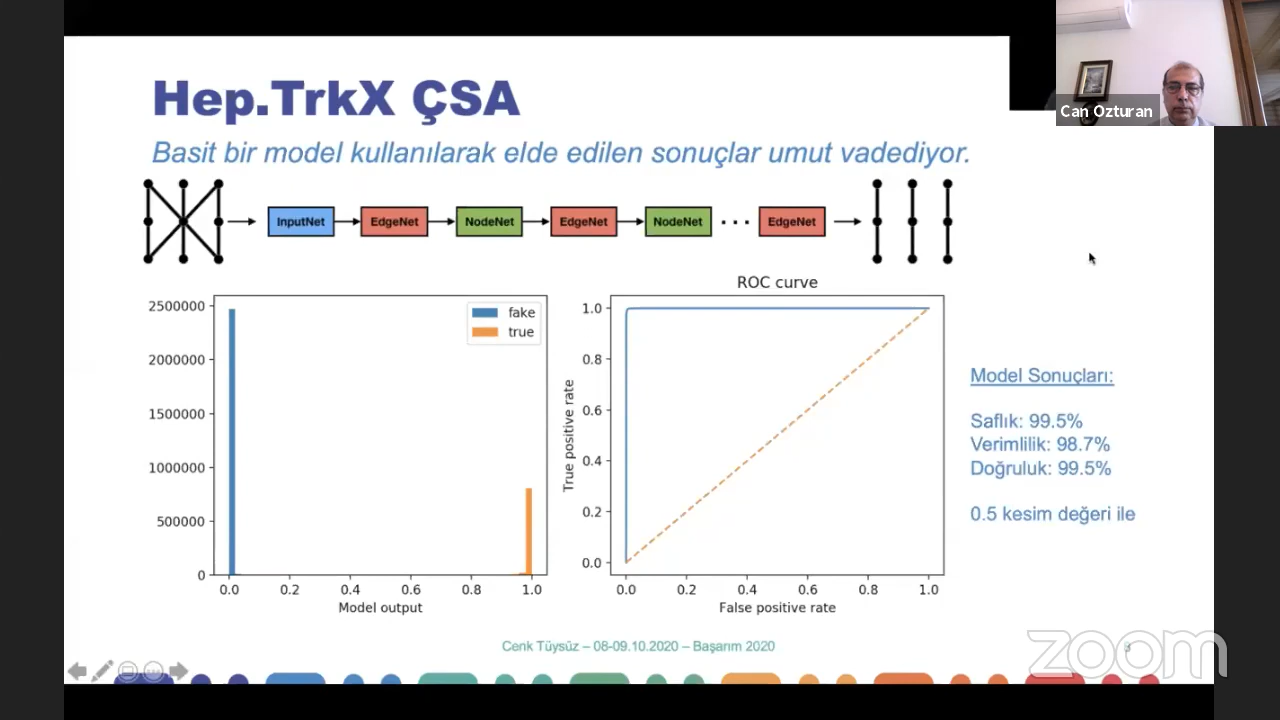 Hep.TrkX ÇSA
Can Ozturan
Basit bir model kullanılarak elde edilen sonuçlar umut vadediyor.
InputNet EdgeNet NodeNet EdgeNet NodeNet ... EdgeNet
2500000
2000000
1500000
1000000
500000
0
fake
true
0.0 0.2 0.4 0.6 0.8 1.0
Model output
ROC curve
1.0
0.8
0.6
0.4
0.2
0.0
True positive rate
0.0 0.2 0.4 0.6 0.8 1.0
False positive rate
Model Sonuçları:
Saflık: 99.5%
Verimlilik: 98.7%
Doğruluk: 99.5%
0.5 kesim değeri ile
Cenk Tüysüz – 08-09.10.2020 – Başarım 2020
zoom